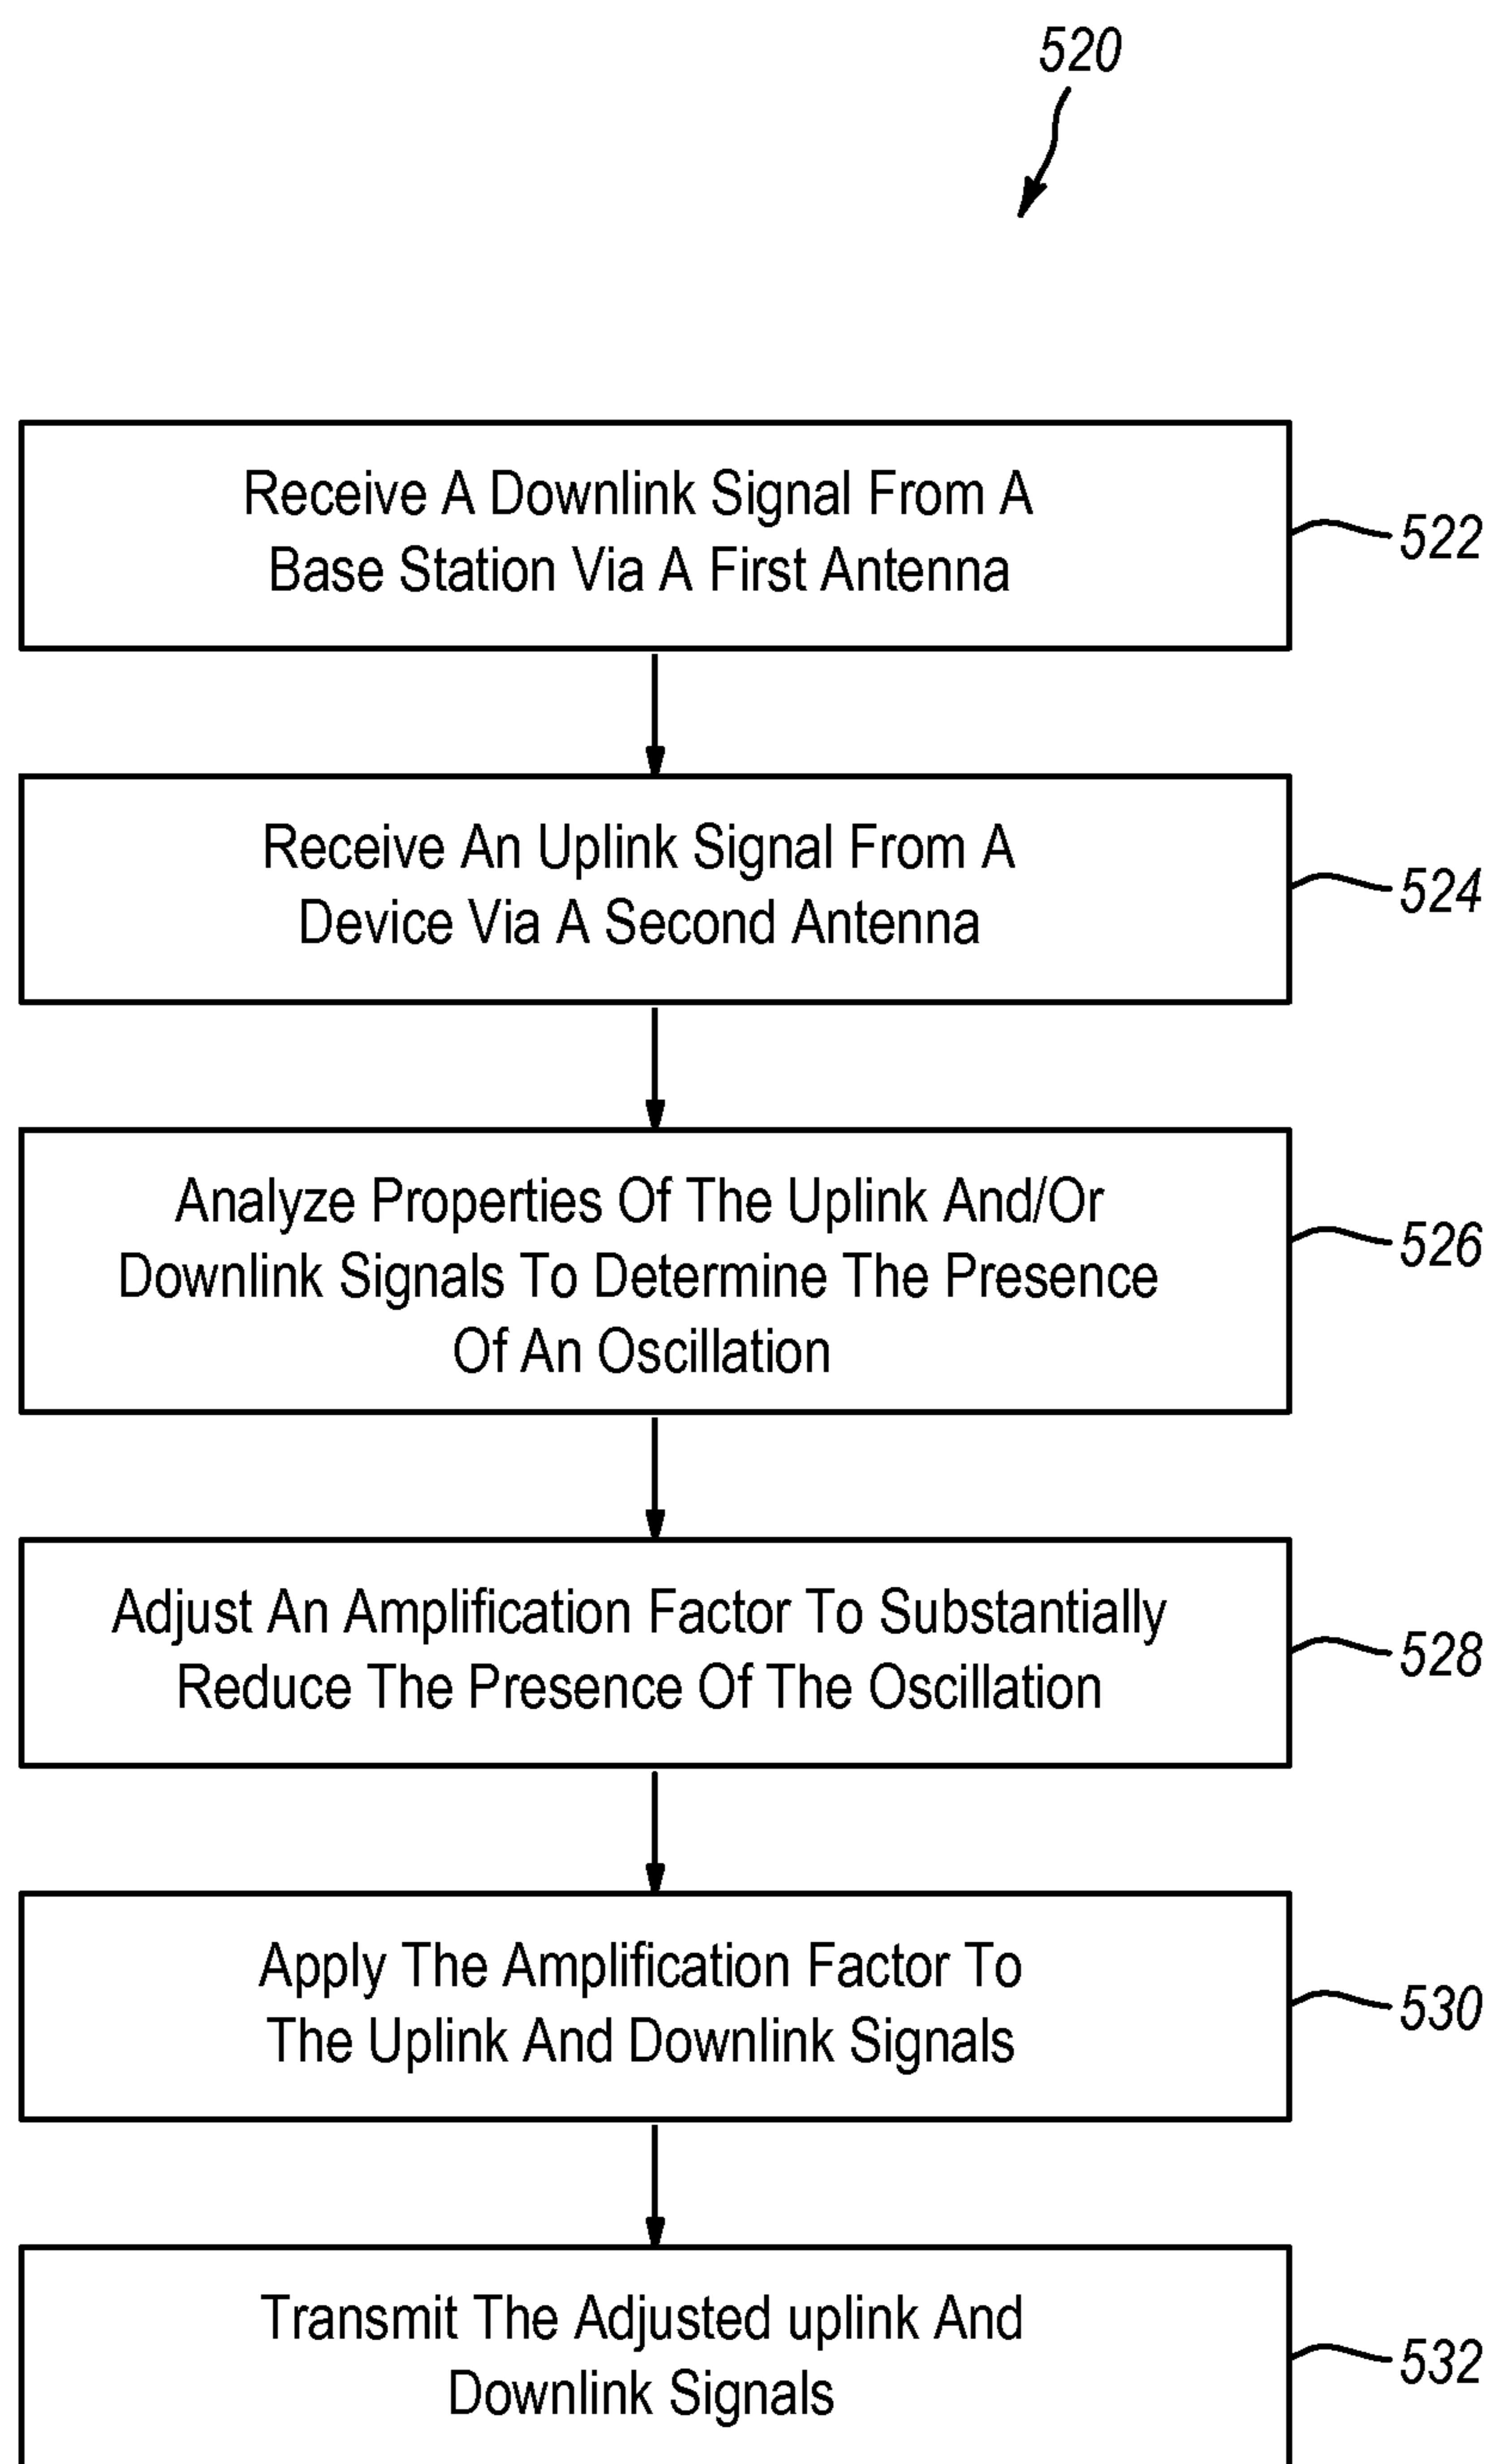 520
Receive A Downlink Signal From A
Base Station Via A First Antenna
522
Receive An Uplink Signal From A
Device Via A Second Antenna
524
Analyze Properties Of The Uplink And/Or
Downlink Signals To Determine The Presence
Of An Oscillation
526
Adjust An Amplification Factor To Substantially
Reduce The Presence Of The Oscillation
528
Apply The Amplification Factor To
The Uplink And Downlink Signals
530
Transmit The Adjusted uplink And
Downlink Signals
532